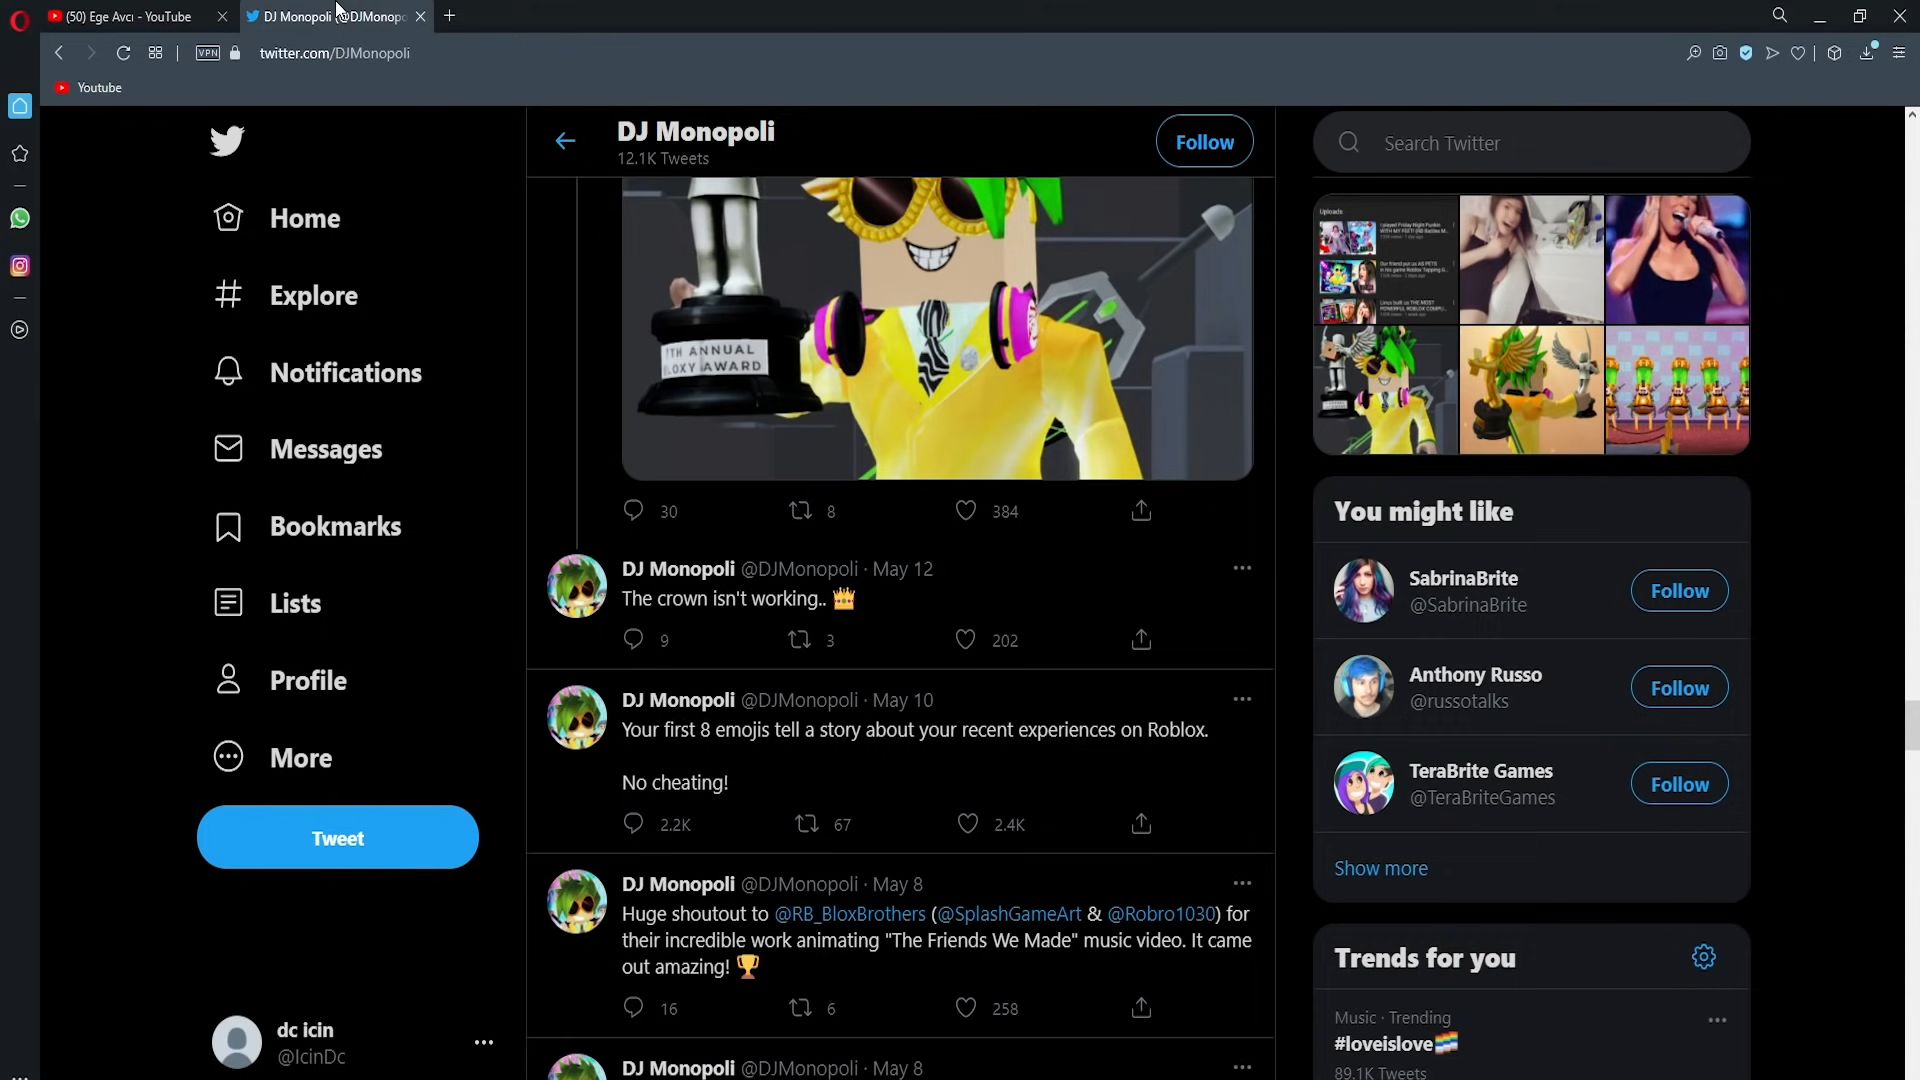 (50) Ege Avcı - YouTube
DJ Monopoli (@DJMonopo
VPN
twitter.com/DJMonopoli
Youtube
Home
Explore
Notifications
Messages
Bookmarks
Lists
Profile
More
Tweet
dc icin
@IcinDc
DJ Monopoli
12.1K Tweets
Follow
7TH ANNUAL
BLOXY AWARD
30 8 384
DJ Monopoli @DJMonopoli · May 12
The crown isn't working.. 👑
9 3 202
DJ Monopoli @DJMonopoli · May 10
Your first 8 emojis tell a story about your recent experiences on Roblox.
No cheating!
2.2K 67 2.4K
DJ Monopoli @DJMonopoli · May 8
Huge shoutout to @RB_BloxBrothers (@SplashGameArt & @Robro1030) for
their incredible work animating "The Friends We Made" music video. It came
out amazing! 🏆
16 6 258
DJ Monopoli @DJMonopoli · May 8
Search Twitter
Uploads
You might like
SabrinaBrite
@SabrinaBrite
Follow
Anthony Russo
@russotalks
Follow
TeraBrite Games
@TeraBriteGames
Follow
Show more
Trends for you
Music · Trending
#loveislove🏳️‍🌈
89.1K Tweets